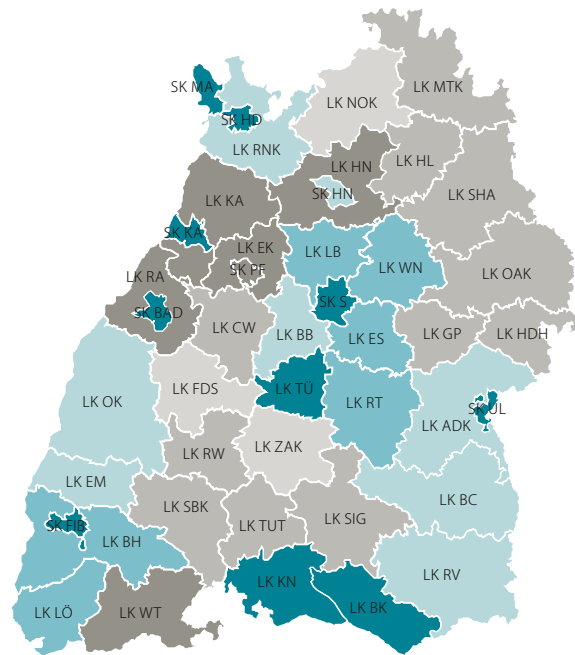 SK MA
LK MTK
LK NOK
SK HD
LK RNK
LK HL
LK HN
SK HN
LK SHA
LK KA
SK KA
LK EK
LK LB
LK WN
SK PF
LK OAK
LK RA
SK S
SK BAD
LK CW
LK BB
LK ES
LK GP
LK HDH
LK FDS
LK TÜ
LK OK
LK RT
SK UL
LK ADK
LK ZAK
LK RW
LK EM
LK BC
LK SBK
LK SIG
SK FIB
LK TUT
LK BH
LK RV
LK KN
LK BK
LK LÖ
LK WT